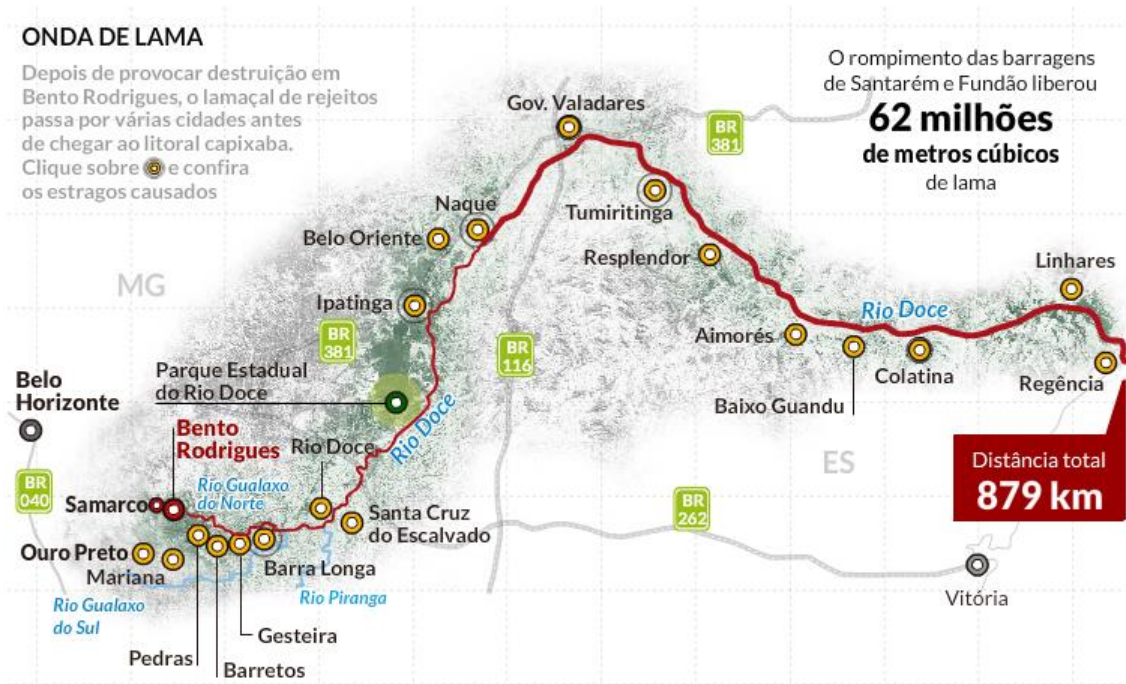 ONDA DE LAMA
Depois de provocar destruição em
Bento Rodrigues, o lamaçal de rejeitos
passa por várias cidades antes
de chegar ao litoral capixaba.
Clique sobre e confira
os estragos causados
O rompimento das barragens
de Santarém e Fundão liberou
62 milhões
de metros cúbicos
de lama
Gov. Valadares
BR
381
Naque
Tumiritinga
Belo Oriente
Resplendor
Linhares
MG
Ipatinga
Rio Doce
BR
381
BR
116
Aimorés
Parque Estadual
do Rio Doce
Colatina
Regência
Belo
Horizonte
Baixo Guandu
Rio Doce
Bento
Rodrigues
Rio Doce
ES
Distância total
879 km
BR
040
Rio Gualaxo
do Norte
Samarco
BR
262
Santa Cruz
do Escalvado
Ouro Preto
Mariana
Barra Longa
Rio Piranga
Vitória
Rio Gualaxo
do Sul
Gesteira
Pedras
Barretos